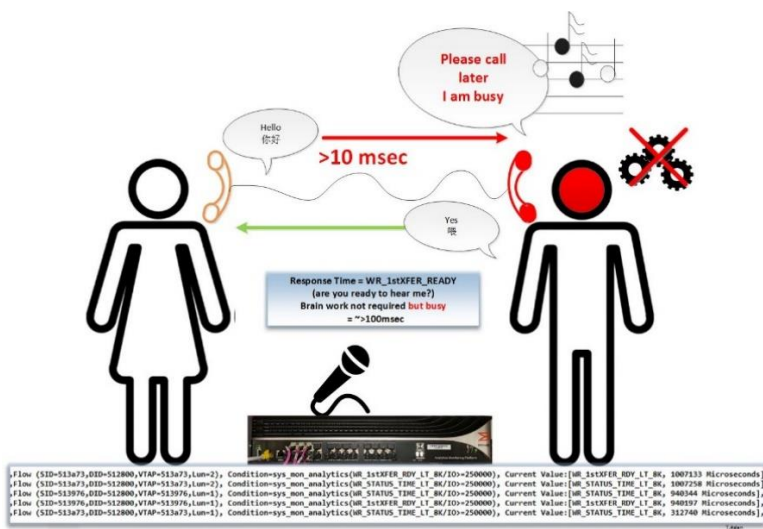 Please call
later
I am busy
Hello
你好
>10 msec
Yes
喂
Response Time = WR_1stXFER_READY
(are you ready to hear me?)
Brain work not required but busy
= ~>100msec
,Flow (SID=513a73,DID=512800,VTAP=513a73,Lun=2), Condition=sys_mon_analytics(WR_1stXFER_RDY_LT_8K/IO>=250000), Current Value:[WR_1stXFER_RDY_LT_8K, 1007133 Microseconds]
,Flow (SID=513a73,DID=512800,VTAP=513a73,Lun=2), Condition=sys_mon_analytics(WR_STATUS_TIME_LT_8K/IO>=250000), Current Value:[WR_STATUS_TIME_LT_8K, 1007258 Microseconds]
,Flow (SID=513976,DID=512800,VTAP=513976,Lun=1), Condition=sys_mon_analytics(WR_STATUS_TIME_LT_8K/IO>=250000), Current Value:[WR_STATUS_TIME_LT_8K, 940344 Microseconds],
,Flow (SID=513976,DID=512800,VTAP=513976,Lun=1), Condition=sys_mon_analytics(WR_1stXFER_RDY_LT_8K/IO>=250000), Current Value:[WR_1stXFER_RDY_LT_8K, 940197 Microseconds],
,Flow (SID=513a73,DID=512800,VTAP=513a73,Lun=1), Condition=sys_mon_analytics(WR_STATUS_TIME_LT_8K/IO>=250000), Current Value:[WR_STATUS_TIME_LT_8K, 312740 Microseconds],